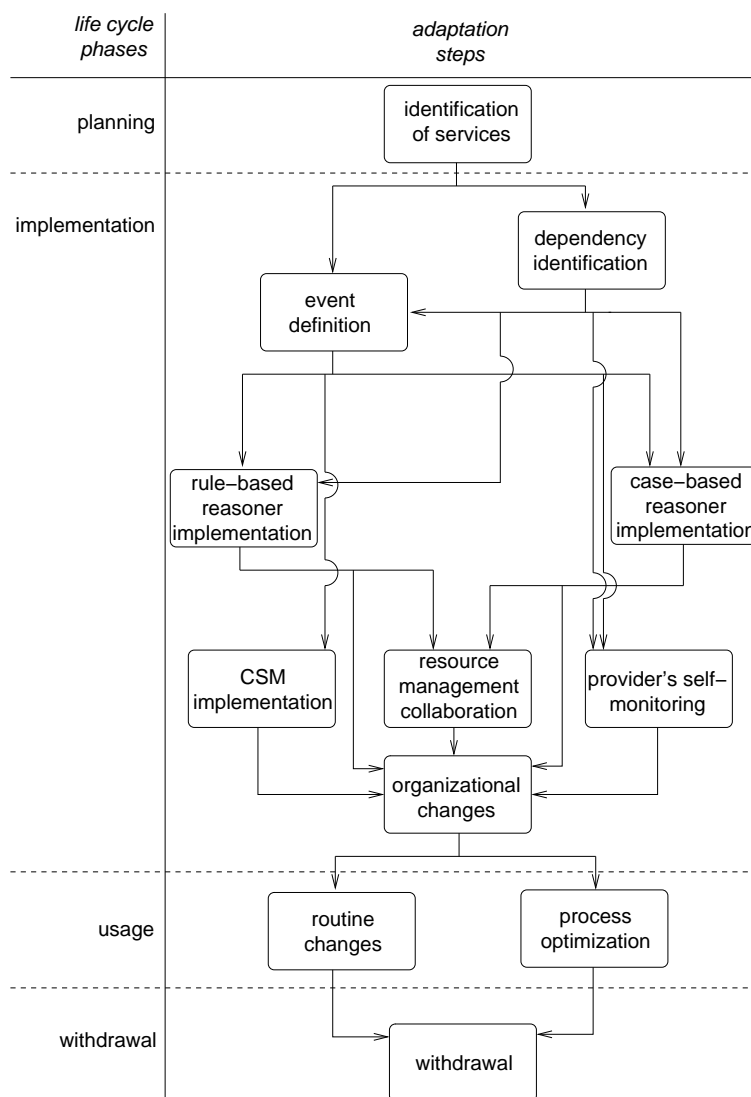 life cycle
phases
adaptation
steps
planning
identification
of services
implementation
dependency
identification
event
definition
rule−based
reasoner
implementation
case−based
reasoner
implementation
CSM
implementation
resource
management
collaboration
provider's self−
monitoring
organizational
changes
usage
routine
changes
process
optimization
withdrawal
withdrawal